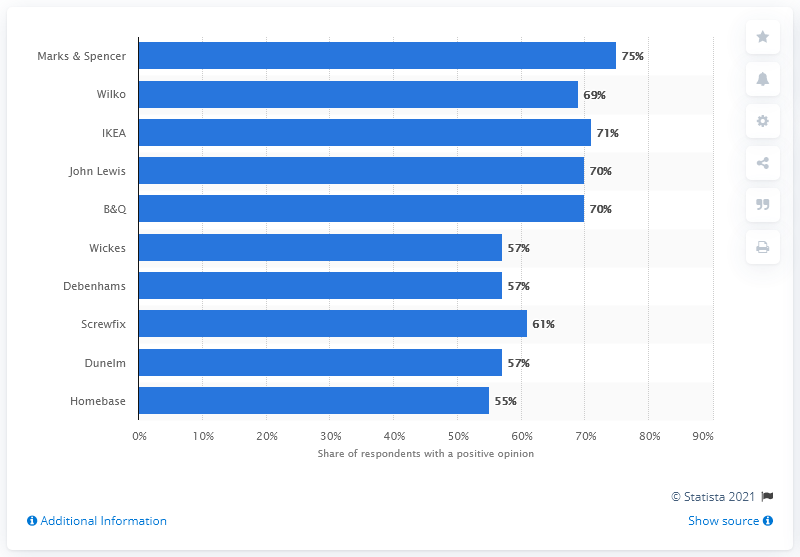 Marks & Spencer 75%
Wilko 69%
IKEA 71%
John Lewis 70%
B&Q 70%
Wickes 57%
Debenhams 57%
Screwfix 61%
Dunelm 57%
Homebase 55%
0% 10% 20% 30% 40% 50% 60% 70% 80% 90%
Share of respondents with a positive opinion
© Statista 2021
Additional Information Show source